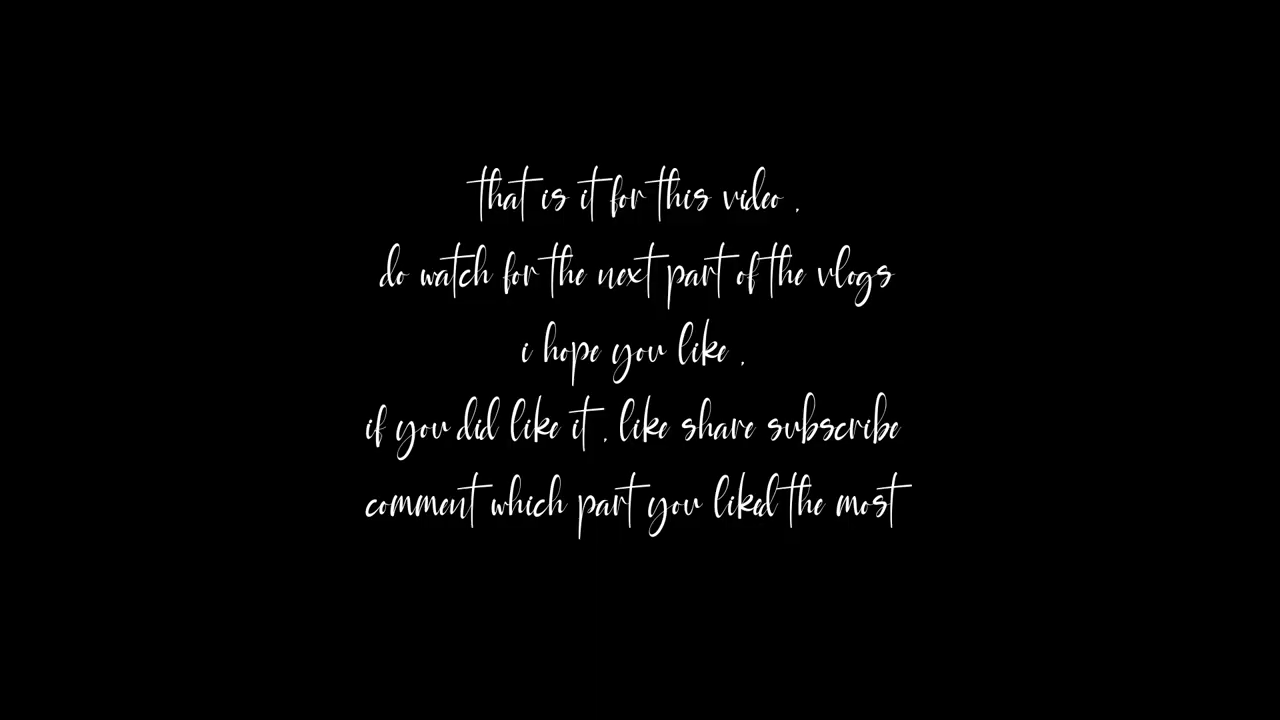 that is it for this video .
do watch for the next part of the vlogs
i hope you like .
if you did like it , like share subscribe
comment which part you liked the most